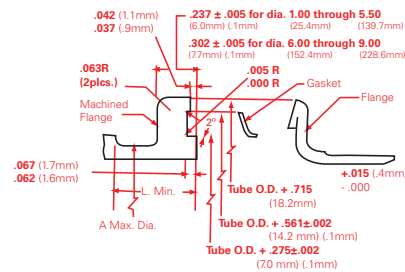 .042 (1.1mm)
.037 (.9mm)
.237 ± .005 for dia. 1.00 through 5.50
(6.0mm) (.1mm) (25.4mm) (139.7mm)
.302 ± .005 for dia. 6.00 through 9.00
(7.7mm) (.1mm) (152.4mm) (228.6mm)
.063R
(2plcs.)
.005 R
.000 R
Gasket
Machined
Flange
Flange
2°
.067 (1.7mm)
.062 (1.6mm)
L. Min.
A Max. Dia.
+.015 (.4mm
- .000
Tube O.D. + .715
(18.2mm)
Tube O.D. + .561±.002
(14.2 mm) (.1mm)
Tube O.D. + .275±.002
(7.0 mm) (.1mm)